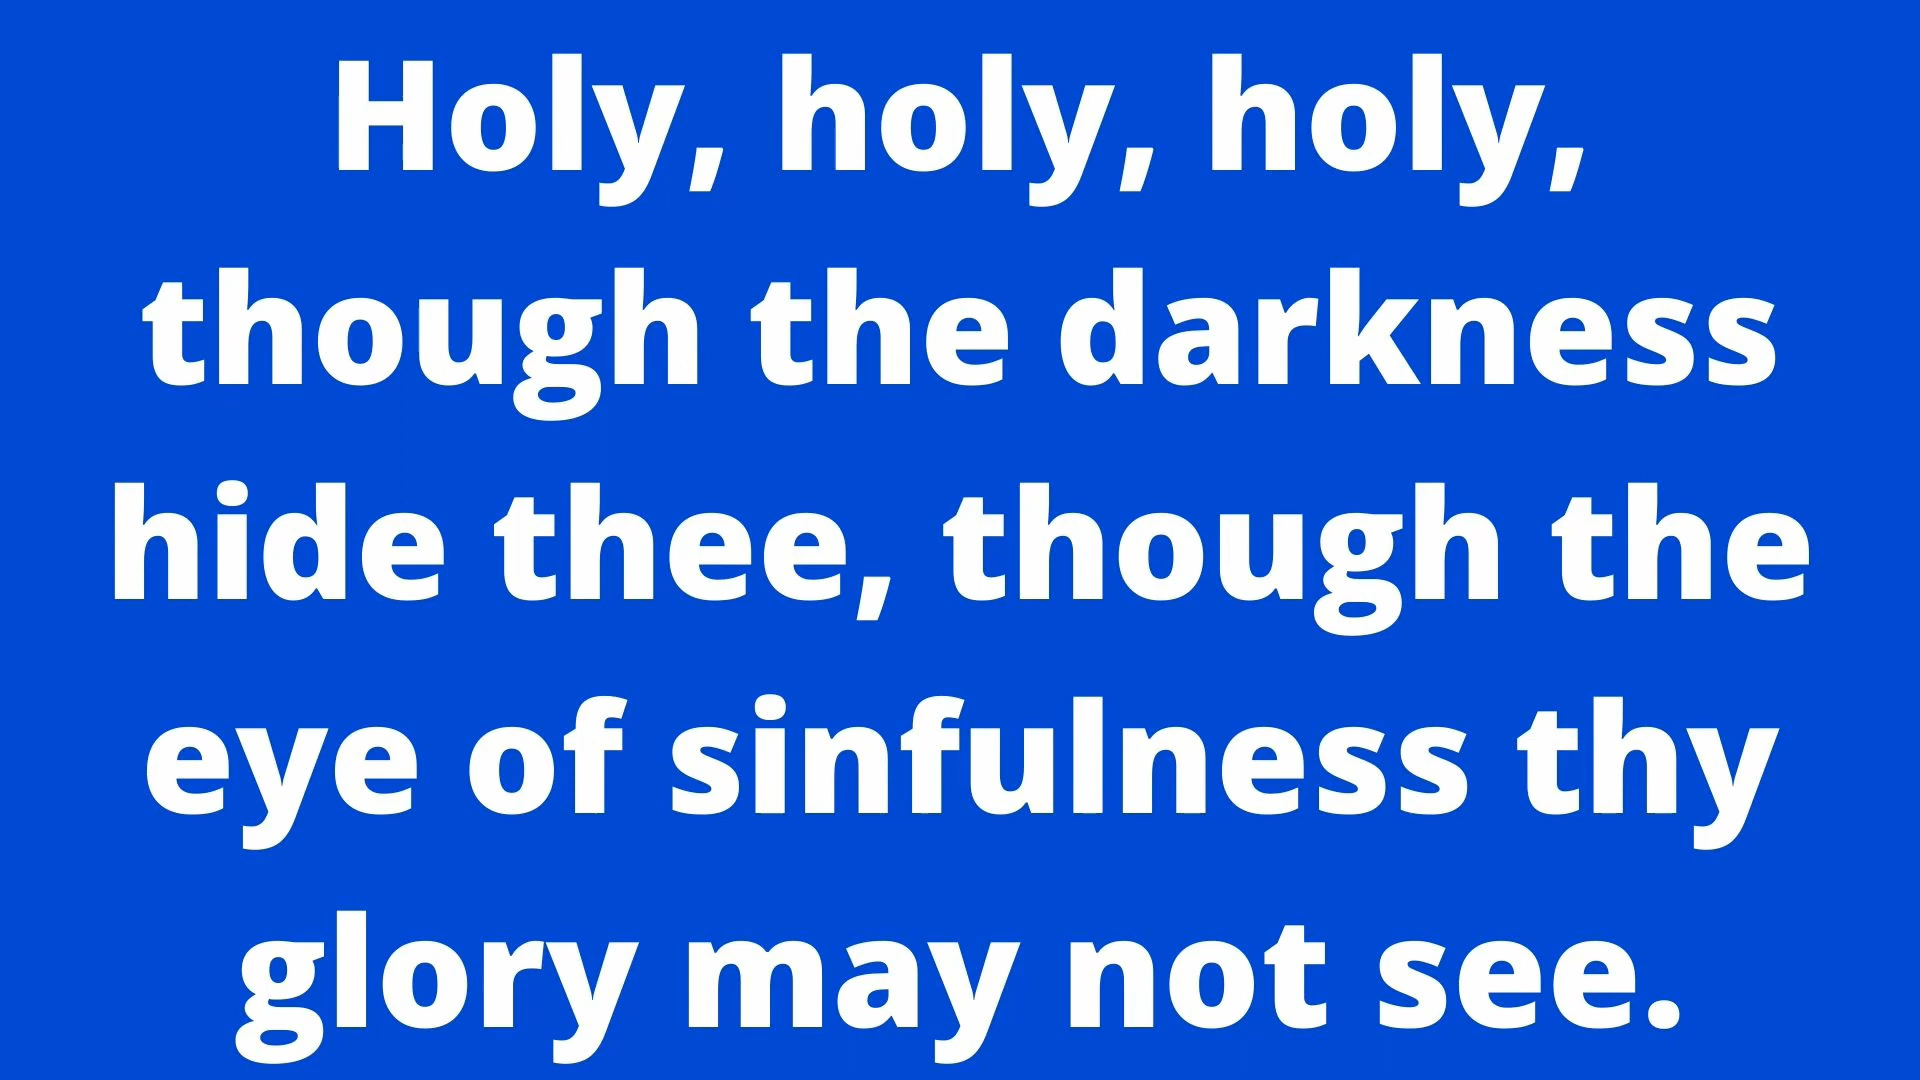 Holy, holy, holy,
though the darkness
hide thee, though the
eye of sinfulness thy
glory may not see.